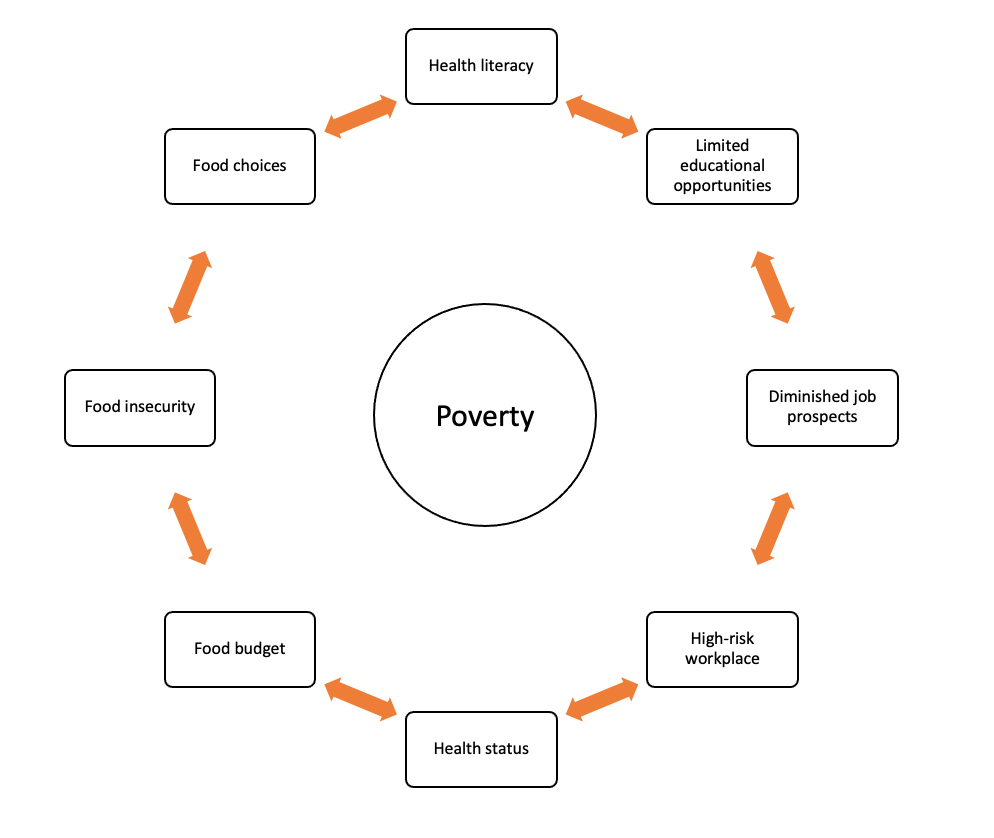 Health literacy
Food choices
Limited
educational
opportunities
Food insecurity
Poverty
Diminished job
prospects
Food budget
High-risk
workplace
Health status